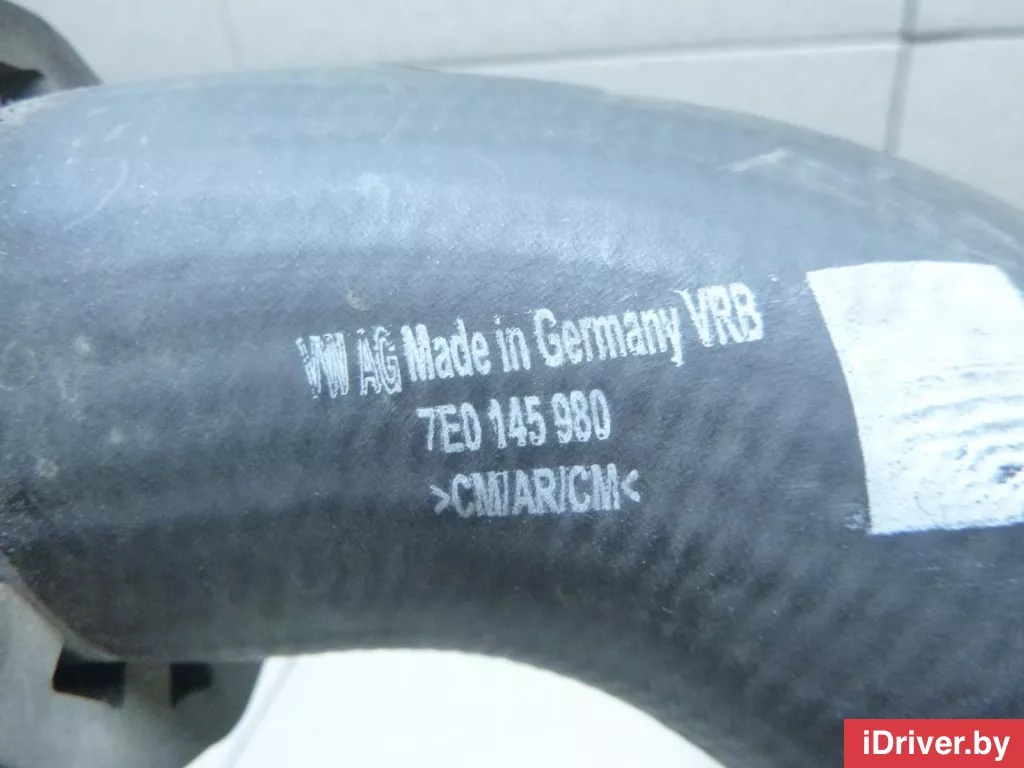 VW AG Made in Germany VRB
7E0 145 980
>CM/AR/CM<
iDriver.by